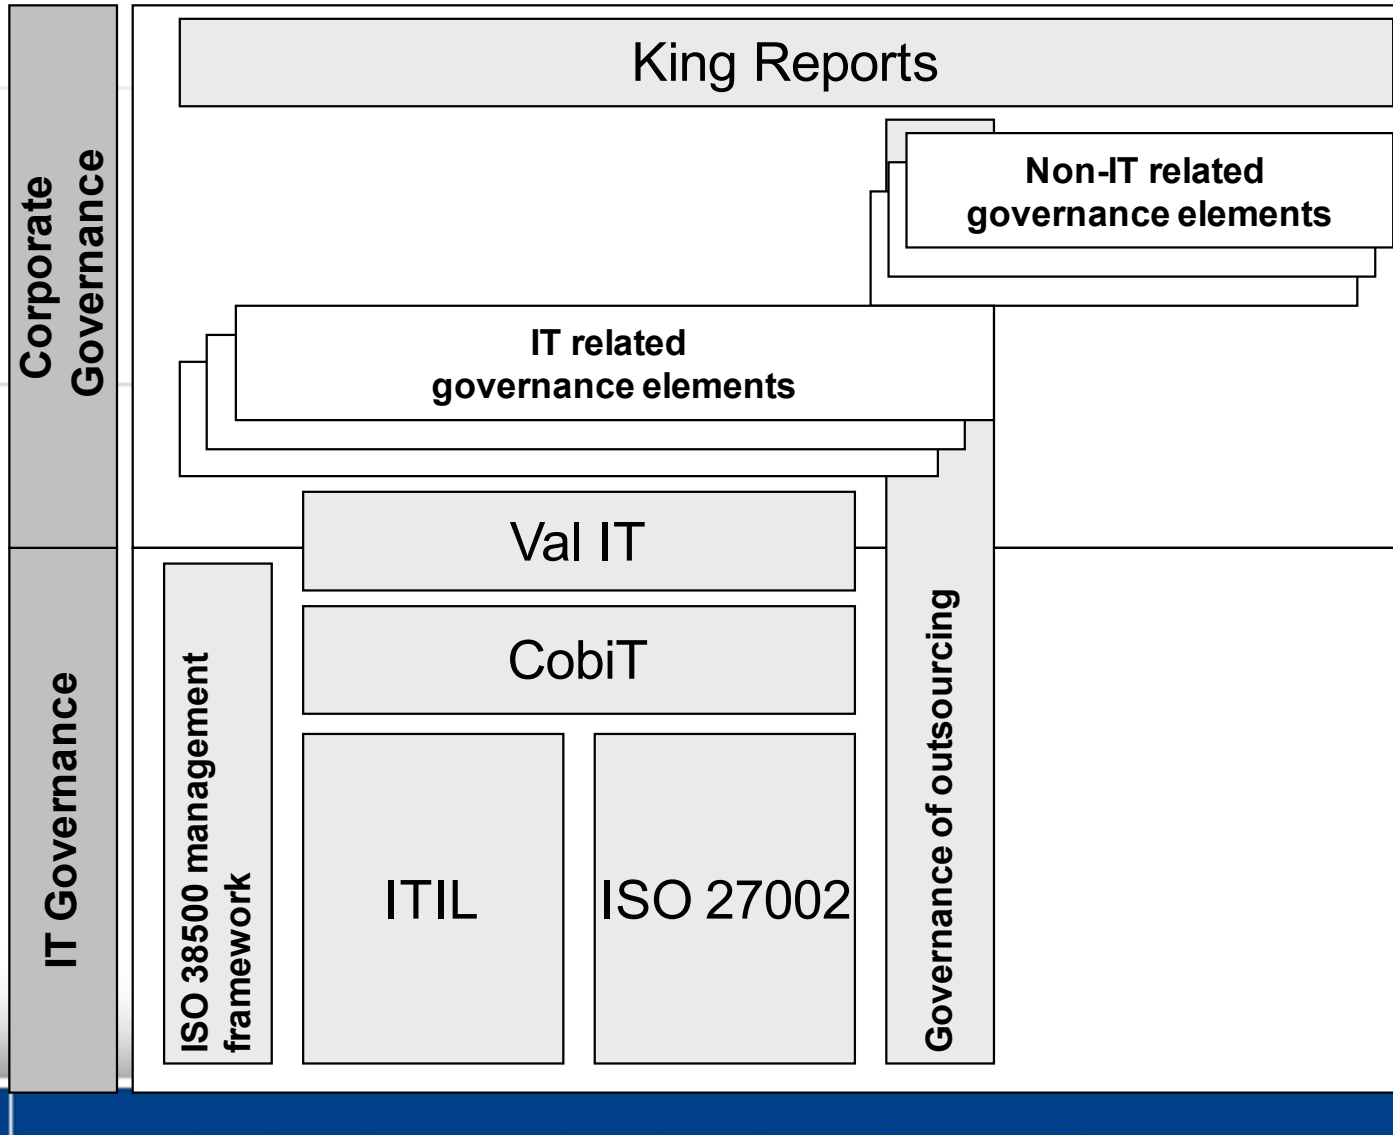 King Reports
Corporate
Governance
Non-IT related
governance elements
IT related
governance elements
Val IT
CobiT
IT Governance
ISO 38500 management
framework
ITIL
ISO 27002
Governance of outsourcing